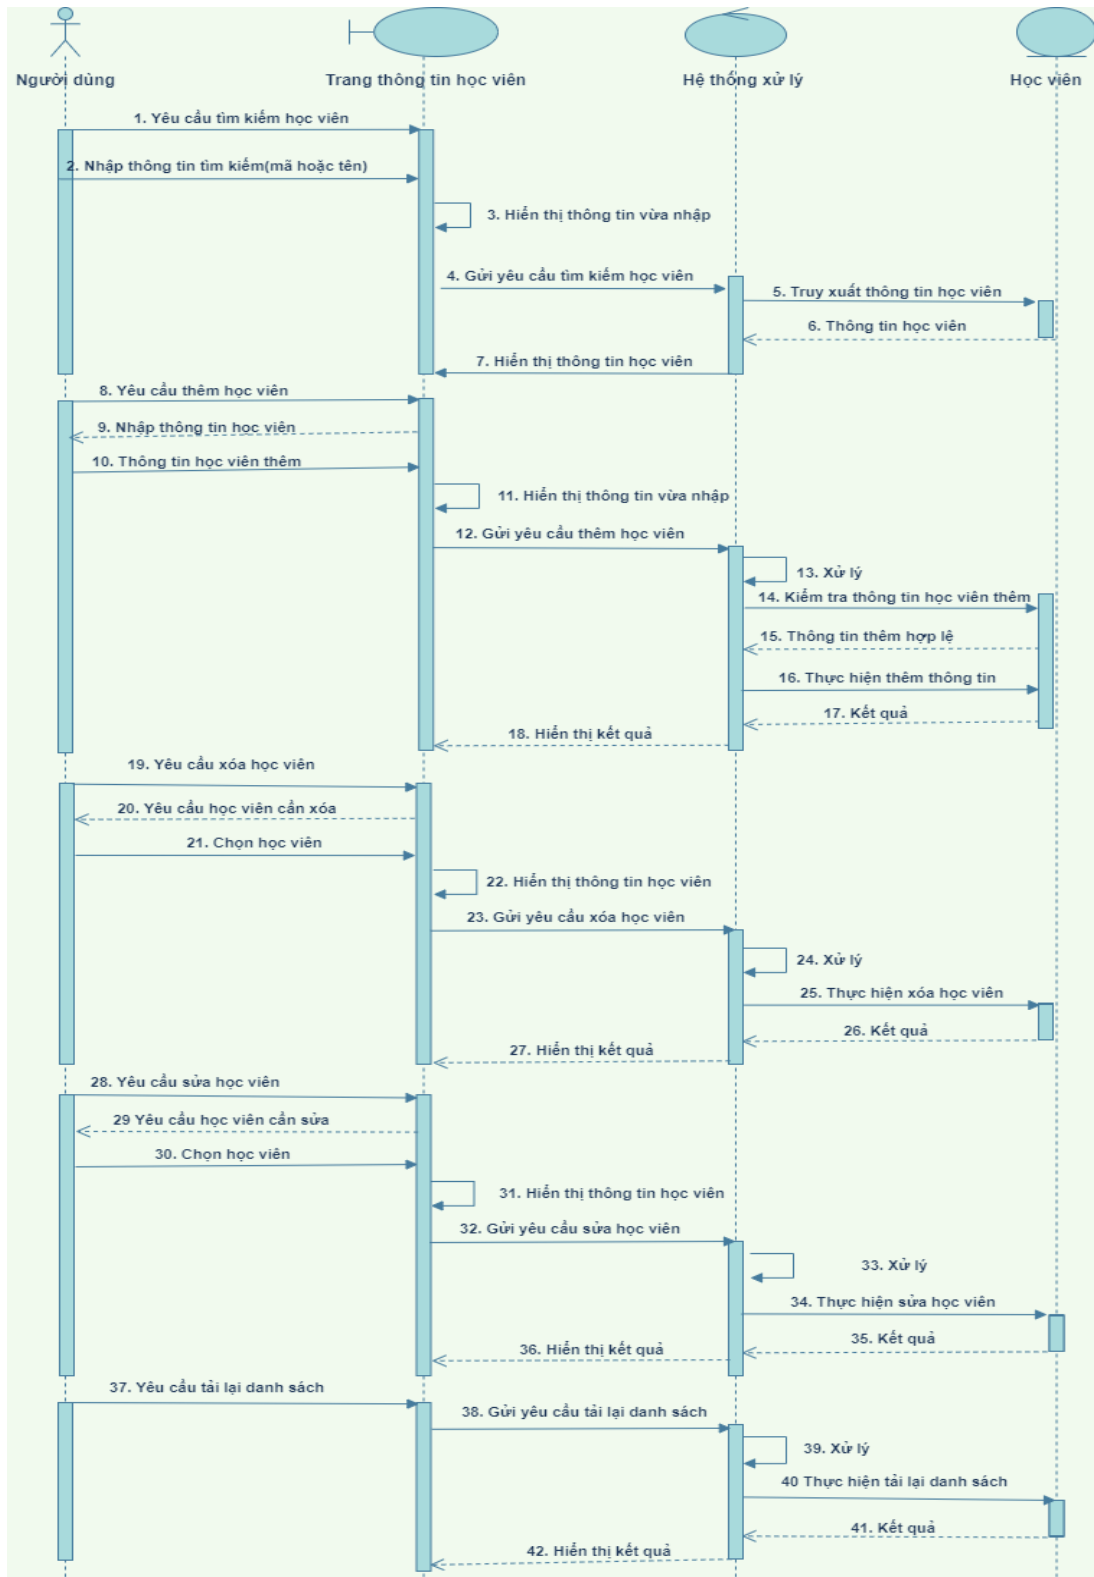 Người dùng
Trang thông tin học viên
Hệ thống xử lý
Học viên
1. Yêu cầu tìm kiếm học viên
2. Nhập thông tin tìm kiếm(mã hoặc tên)
3. Hiển thị thông tin vừa nhập
4. Gửi yêu cầu tìm kiếm học viên
5. Truy xuất thông tin học viên
6. Thông tin học viên
7. Hiển thị thông tin học viên
8. Yêu cầu thêm học viên
9. Nhập thông tin học viên
10. Thông tin học viên thêm
11. Hiển thị thông tin vừa nhập
12. Gửi yêu cầu thêm học viên
13. Xử lý
14. Kiểm tra thông tin học viên thêm
15. Thông tin thêm hợp lệ
16. Thực hiện thêm thông tin
17. Kết quả
18. Hiển thị kết quả
19. Yêu cầu xóa học viên
20. Yêu cầu học viên cần xóa
21. Chọn học viên
22. Hiển thị thông tin học viên
23. Gửi yêu cầu xóa học viên
24. Xử lý
25. Thực hiện xóa học viên
26. Kết quả
27. Hiển thị kết quả
28. Yêu cầu sửa học viên
29 Yêu cầu học viên cần sửa
30. Chọn học viên
31. Hiển thị thông tin học viên
32. Gửi yêu cầu sửa học viên
33. Xử lý
34. Thực hiện sửa học viên
35. Kết quả
36. Hiển thị kết quả
37. Yêu cầu tải lại danh sách
38. Gửi yêu cầu tải lại danh sách
39. Xử lý
40 Thực hiện tải lại danh sách
41. Kết quả
42. Hiển thị kết quả